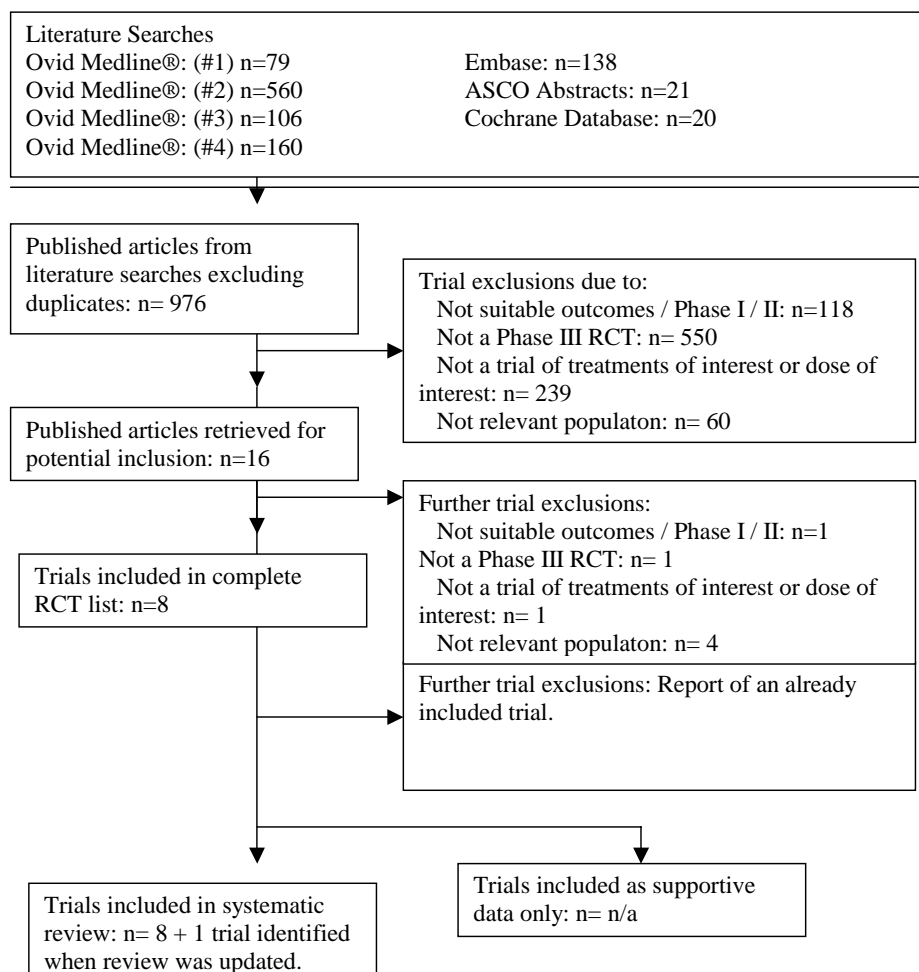 Literature Searches
Ovid Medline®: (#1) n=79
Ovid Medline®: (#2) n=560
Ovid Medline®: (#3) n=106
Ovid Medline®: (#4) n=160
Embase: n=138
ASCO Abstracts: n=21
Cochrane Database: n=20
Published articles from
literature searches excluding
duplicates: n= 976
Trial exclusions due to:
Not suitable outcomes / Phase I / II: n=118
Not a Phase III RCT: n= 550
Not a trial of treatments of interest or dose of
interest: n= 239
Not relevant populaton: n= 60
Published articles retrieved for
potential inclusion: n=16
Further trial exclusions:
Not suitable outcomes / Phase I / II: n=1
Not a Phase III RCT: n= 1
Not a trial of treatments of interest or dose of
interest: n= 1
Not relevant populaton: n= 4
Trials included in complete
RCT list: n=8
Further trial exclusions: Report of an already
included trial.
Trials included in systematic
review: n= 8 + 1 trial identified
when review was updated.
Trials included as supportive
data only: n= n/a